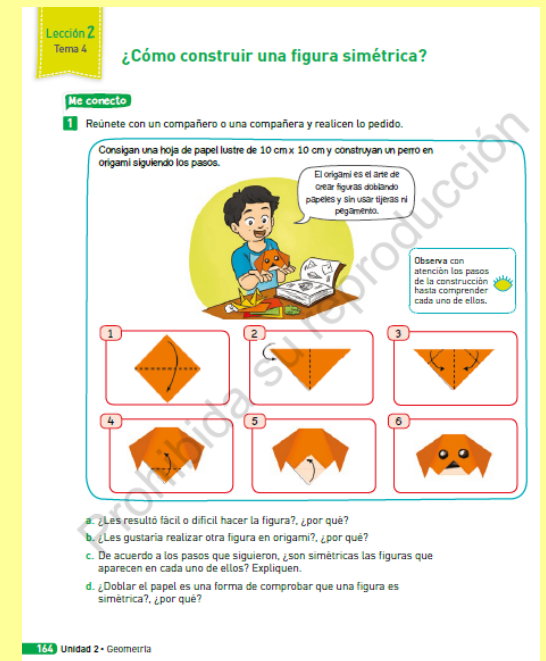 Lección 2
Tema 4
¿Cómo construir una figura simétrica?
Me conecto
1 Reúnete con un compañero o una compañera y realicen lo pedido.
Consigan una hoja de papel lustre de 10 cm x 10 cm y construyan un perro en
origami siguiendo los pasos.
El origami es el arte de
crear figuras doblando
papeles y sin usar tijeras ni
pegamento.
Observa con
atención los pasos
de la construcción
hasta comprender
cada uno de ellos.
1
2
3
4
5
6
a. ¿Les resultó fácil o difícil hacer la figura?, ¿por qué?
b. ¿Les gustaría realizar otra figura en origami?, ¿por qué?
c. De acuerdo a los pasos que siguieron, ¿son simétricas las figuras que
aparecen en cada uno de ellos? Expliquen.
d. ¿Doblar el papel es una forma de comprobar que una figura es
simétrica?, ¿por qué?
164 Unidad 2 • Geometría
Prohibida su reproducción